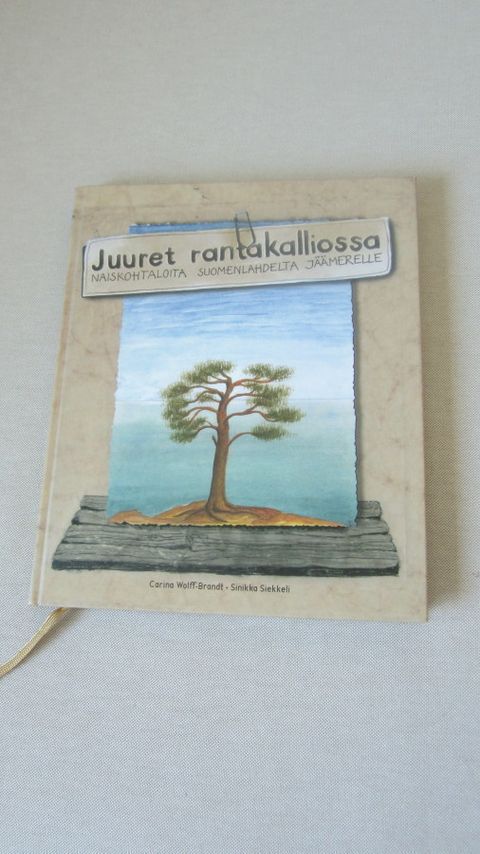 Juuret rantakalliossa
NAISKOHTALOITA SUOMENLAHDELTA JÄÄMERELLE
Carina Wolff-Brandt - Sinikka Siekkeli